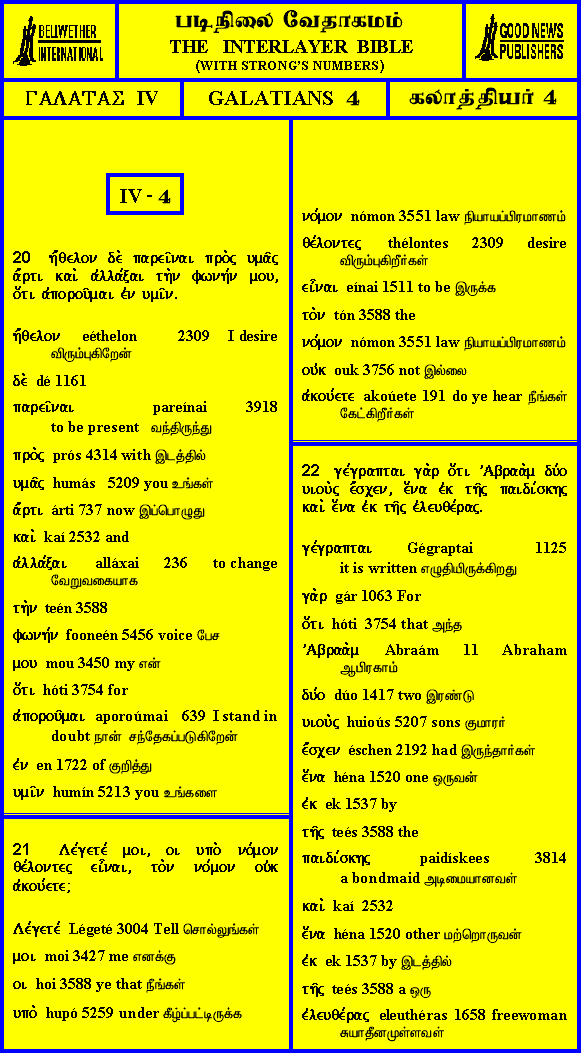 BELLWETHER
INTERNATIONAL
படிநிலை வேதாகமம்
THE INTERLAYER BIBLE
(WITH STRONG'S NUMBERS)
GOOD NEWS
PUBLISHERS
ΓΑΛΑΤΑΣ IV
GALATIANS 4
கலாத்தியர் 4
IV - 4
20 ἤθελον δὲ παρεῖναι πρὸς υμᾶς
ἄρτι καὶ ἀλλάξαι τὴν φωνήν μου,
ὅτι ἀποροῦμαι ἐν υμῖν.
ἤθελον eéthelon 2309 I desire
விரும்புகிறேன்
δὲ dé 1161
παρεῖναι pareínai 3918
to be present வந்திருந்து
πρὸς prós 4314 with இடத்தில்
υμᾶς humás 5209 you உங்கள்
ἄρτι árti 737 now இப்பொழுது
καὶ kaí 2532 and
ἀλλάξαι alláxai 236 to change
வேறுவகையாக
τὴν teén 3588
φωνήν fooneén 5456 voice பேச
μου mou 3450 my என்
ὅτι hóti 3754 for
ἀποροῦμαι aporoúmai 639 I stand in
doubt நான் சந்தேகப்படுகிறேன்
ἐν en 1722 of குறித்து
υμῖν humín 5213 you உங்களை
21 Λέγετέ μοι, οι υπὸ νόμον
θέλοντες εἶναι, τὸν νόμον οὐκ
ἀκούετε;
Λέγετέ Légeté 3004 Tell சொல்லுங்கள்
μοι moi 3427 me எனக்கு
οι hoi 3588 ye that நீங்கள்
υπὸ hupó 5259 under கீழ்ப்பட்டிருக்க
νόμον nómon 3551 law நியாயப்பிரமாணம்
θέλοντες thélontes 2309 desire
விரும்புகிறீர்கள்
εἶναι eínai 1511 to be இருக்க
τὸν tón 3588 the
νόμον nómon 3551 law நியாயப்பிரமாணம்
οὐκ ouk 3756 not இல்லை
ἀκούετε akoúete 191 do ye hear நீங்கள்
கேட்கிறீர்கள்
22 γέγραπται γὰρ ὅτι Ἀβραὰμ δύο
υιοὺς ἔσχεν, ἕνα ἐκ τῆς παιδίσκης
καὶ ἕνα ἐκ τῆς ἐλευθέρας.
γέγραπται Gégraptai 1125
it is written எழுதியிருக்கிறது
γὰρ gár 1063 For
ὅτι hóti 3754 that அந்த
Ἀβραὰμ Abraám 11 Abraham
ஆபிரகாம்
δύο dúo 1417 two இரண்டு
υιοὺς huioús 5207 sons குமாரர்
ἔσχεν éschen 2192 had இருந்தார்கள்
ἕνα héna 1520 one ஒருவன்
ἐκ ek 1537 by
τῆς teés 3588 the
παιδίσκης paidískees 3814
a bondmaid அடிமையானவள்
καὶ kaí 2532
ἕνα héna 1520 other மற்றொருவன்
ἐκ ek 1537 by இடத்தில்
τῆς teés 3588 a ஒரு
ἐλευθέρας eleuthéras 1658 freewoman
சுயாதீனமுள்ளவள்